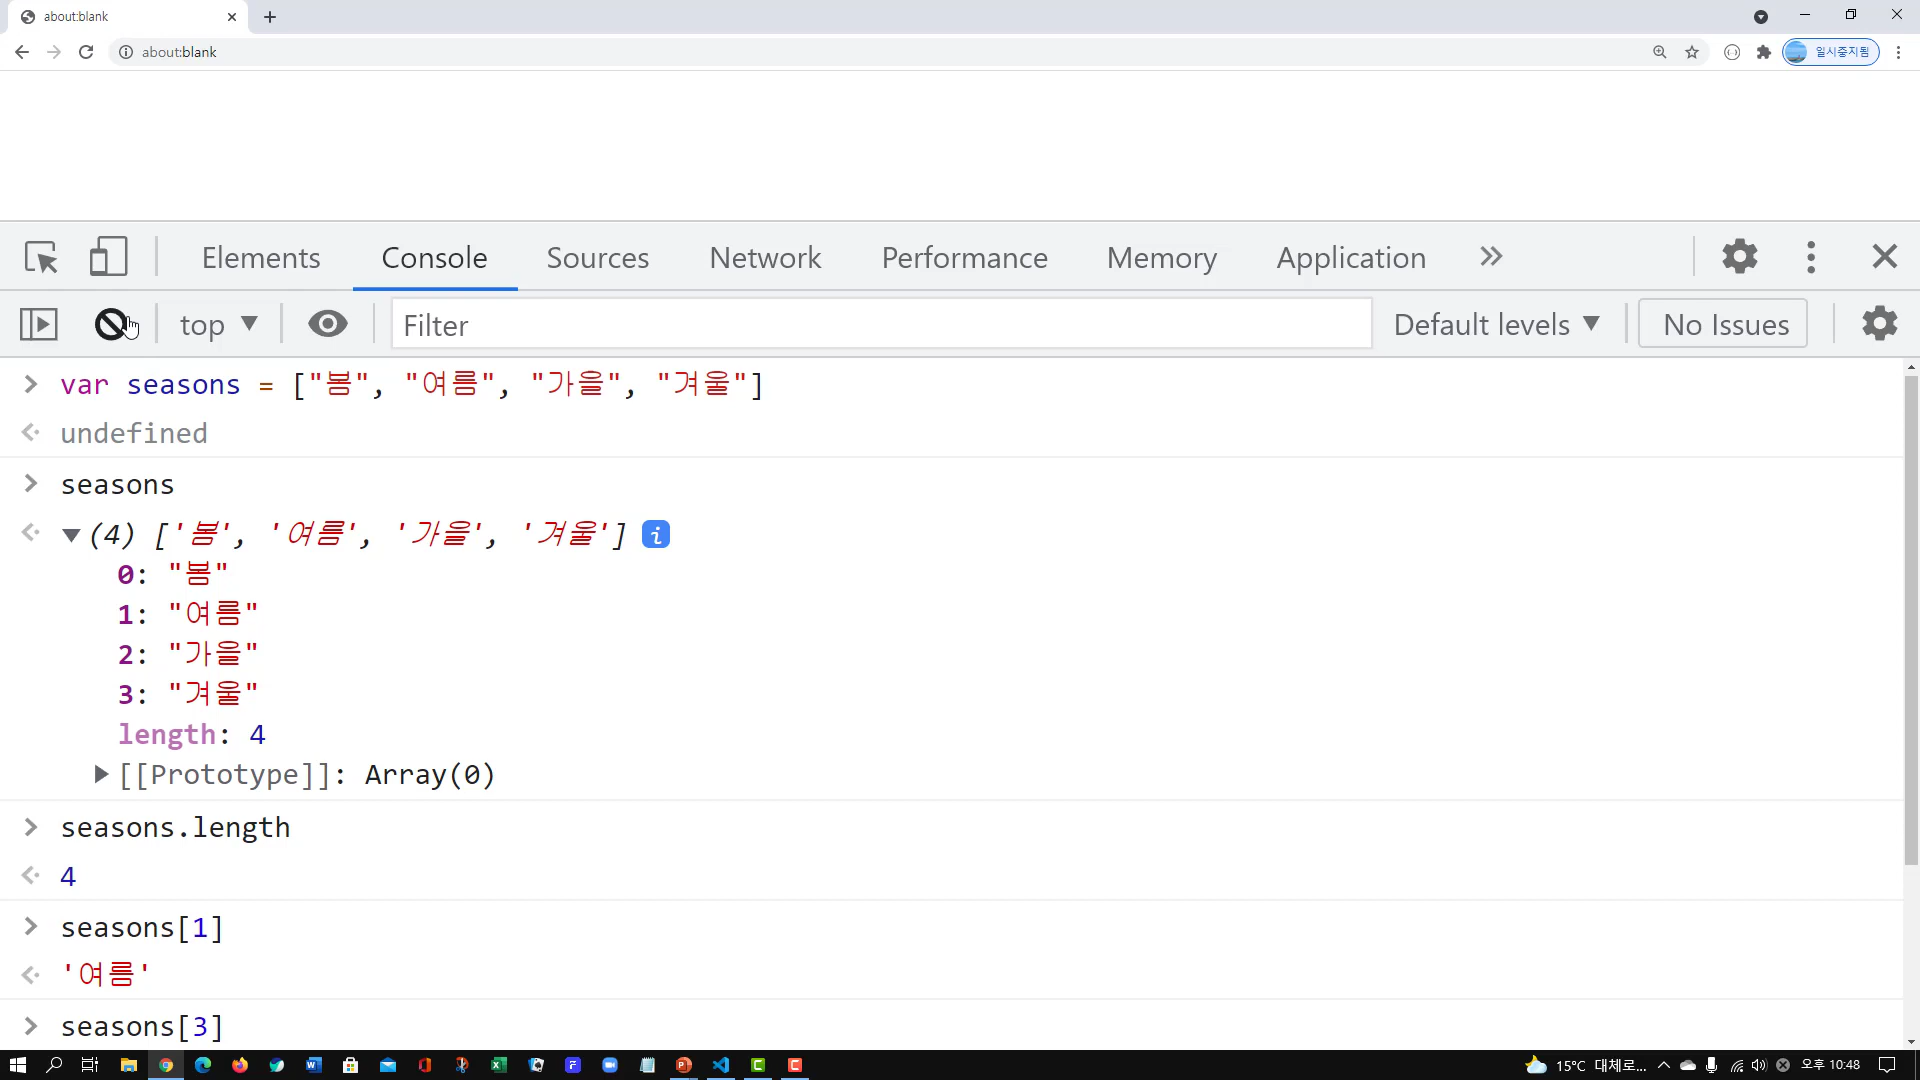 about:blank
about:blank
일시중지됨
Elements Console Sources Network Performance Memory Application
top Filter Default levels No Issues
var seasons = ["봄", "여름", "가을", "겨울"]
undefined
seasons
(4) ['봄', '여름', '가을', '겨울']
0: "봄"
1: "여름"
2: "가을"
3: "겨울"
length: 4
[[Prototype]]: Array(0)
seasons.length
4
seasons[1]
'여름'
seasons[3]
15°C 대체로... 오후 10:48